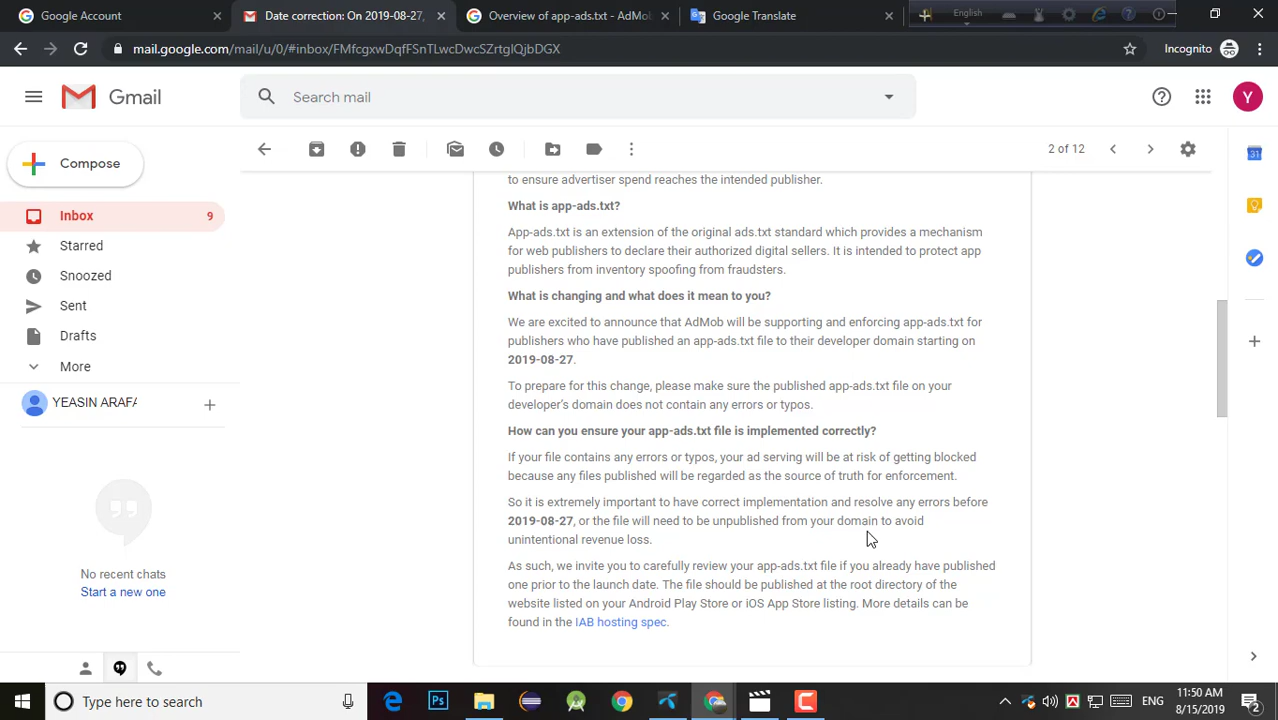 Google Account
Date correction: On 2019-08-27,
Overview of app-ads.txt - AdMob
Google Translate
English
mail.google.com/mail/u/0/#inbox/FMfcgxwDqfFSnTLwcDwcSZrtglQjbDGX
Incognito
Gmail
Search mail
Y
Compose
2 of 12
31
Inbox 9
Starred
Snoozed
Sent
Drafts
More
YEASIN ARAFA
No recent chats
Start a new one
to ensure advertiser spend reaches the intended publisher.
What is app-ads.txt?
App-ads.txt is an extension of the original ads.txt standard which provides a mechanism
for web publishers to declare their authorized digital sellers. It is intended to protect app
publishers from inventory spoofing from fraudsters.
What is changing and what does it mean to you?
We are excited to announce that AdMob will be supporting and enforcing app-ads.txt for
publishers who have published an app-ads.txt file to their developer domain starting on
2019-08-27.
To prepare for this change, please make sure the published app-ads.txt file on your
developer's domain does not contain any errors or typos.
How can you ensure your app-ads.txt file is implemented correctly?
If your file contains any errors or typos, your ad serving will be at risk of getting blocked
because any files published will be regarded as the source of truth for enforcement.
So it is extremely important to have correct implementation and resolve any errors before
2019-08-27, or the file will need to be unpublished from your domain to avoid
unintentional revenue loss.
As such, we invite you to carefully review your app-ads.txt file if you already have published
one prior to the launch date. The file should be published at the root directory of the
website listed on your Android Play Store or iOS App Store listing. More details can be
found in the IAB hosting spec.
Type here to search
Ps
ENG
11:50 AM
8/15/2019
2